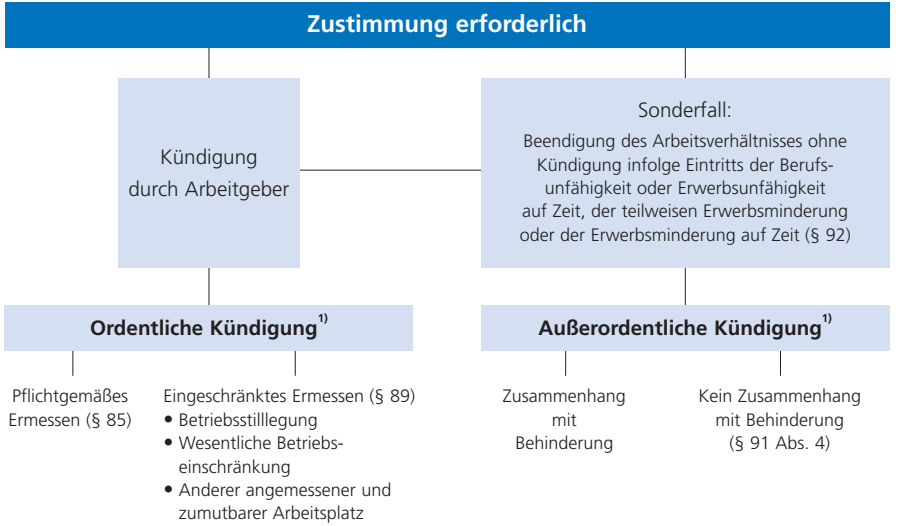 Zustimmung erforderlich
Kündigung
durch Arbeitgeber
Sonderfall:
Beendigung des Arbeitsverhältnisses ohne
Kündigung infolge Eintritts der Berufs-
unfähigkeit oder Erwerbsunfähigkeit
auf Zeit, der teilweisen Erwerbsminderung
oder der Erwerbsminderung auf Zeit (§ 92)
Ordentliche Kündigung¹⁾
Außerordentliche Kündigung¹⁾
Pflichtgemäßes
Ermessen (§ 85)
Eingeschränktes Ermessen (§ 89)
• Betriebsstilllegung
• Wesentliche Betriebs-
einschränkung
• Anderer angemessener und
zumutbarer Arbeitsplatz
Zusammenhang
mit
Behinderung
Kein Zusammenhang
mit Behinderung
(§ 91 Abs. 4)